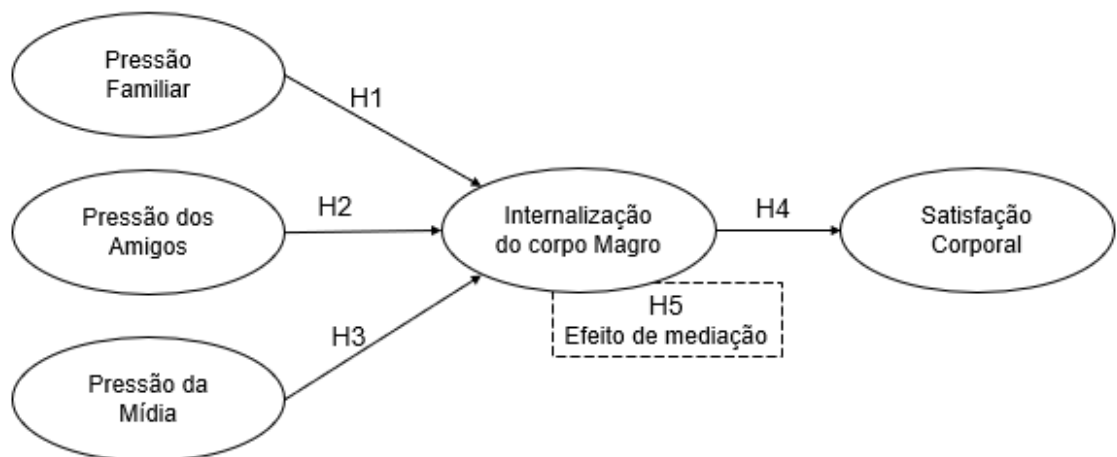 Pressão
Familiar
H1
Pressão dos
Amigos
H2
Internalização
do corpo Magro
H4
Satisfação
Corporal
H5
Efeito de mediação
H3
Pressão da
Mídia